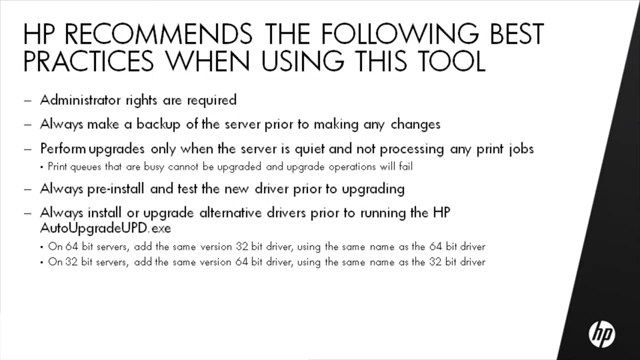 HP RECOMMENDS THE FOLLOWING BEST
PRACTICES WHEN USING THIS TOOL
– Administrator rights are required
– Always make a backup of the server prior to making any changes
– Perform upgrades only when the server is quiet and not processing any print jobs
• Print queues that are busy cannot be upgraded and upgrade operations will fail
– Always pre-install and test the new driver prior to upgrading
– Always install or upgrade alternative drivers prior to running the HP
AutoUpgradeUPD.exe
• On 64 bit servers, add the same version 32 bit driver, using the same name as the 64 bit driver
• On 32 bit servers, add the same version 64 bit driver, using the same name as the 32 bit driver
hp